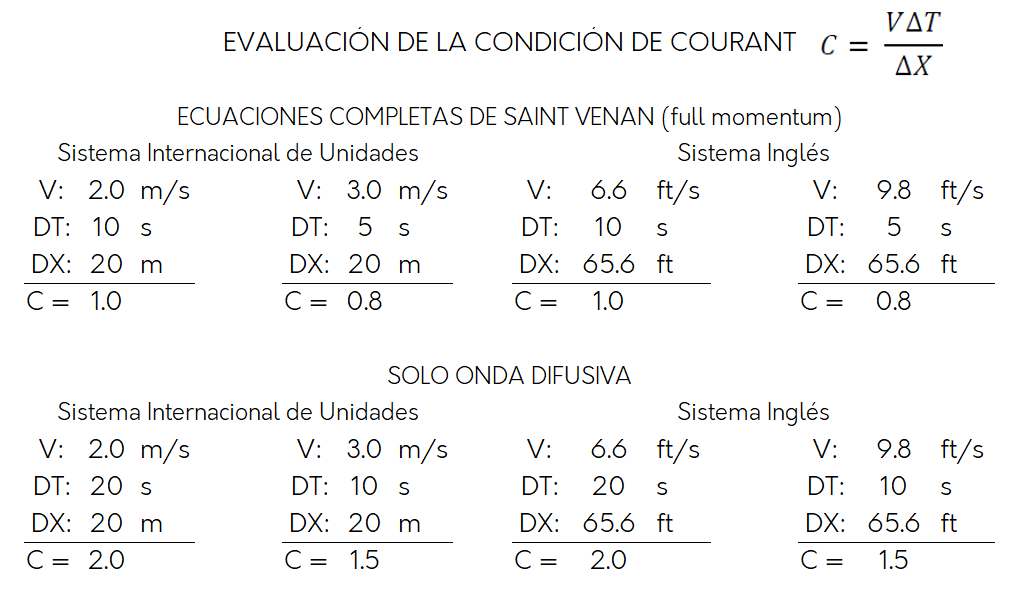 EVALUACIÓN DE LA CONDICIÓN DE COURANT C = VΔT / ΔX
ECUACIONES COMPLETAS DE SAINT VENAN (full momentum)
Sistema Internacional de Unidades Sistema Inglés
V: 2.0 m/s V: 3.0 m/s V: 6.6 ft/s V: 9.8 ft/s
DT: 10 s DT: 5 s DT: 10 s DT: 5 s
DX: 20 m DX: 20 m DX: 65.6 ft DX: 65.6 ft
C = 1.0 C = 0.8 C = 1.0 C = 0.8
SOLO ONDA DIFUSIVA
Sistema Internacional de Unidades Sistema Inglés
V: 2.0 m/s V: 3.0 m/s V: 6.6 ft/s V: 9.8 ft/s
DT: 20 s DT: 10 s DT: 20 s DT: 10 s
DX: 20 m DX: 20 m DX: 65.6 ft DX: 65.6 ft
C = 2.0 C = 1.5 C = 2.0 C = 1.5